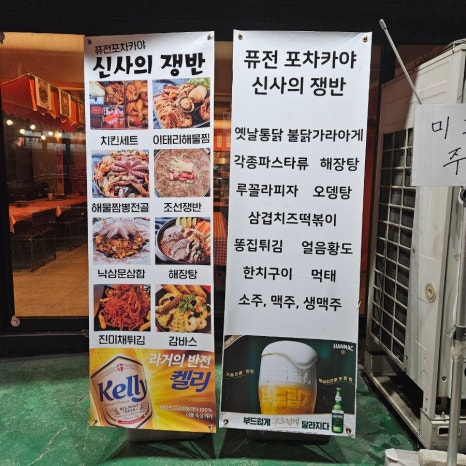 퓨전포차카야
신사의 쟁반
치킨세트 이태리해물찜
해물짬뽕전골 조선쟁반
낙삼문삼합 해장탕
진미채튀김 감바스
라거의 반전
켈리
Kelly
퓨전 포차카야
신사의 쟁반
옛날통닭 불닭가라아게
각종파스타류 해장탕
루꼴라피자 오뎅탕
삼겹치즈떡볶이
똥집튀김 얼음황도
한치구이 먹태
소주, 맥주, 생맥주
HANMAC
부드럽게 부드럽게 달라지다
미
주